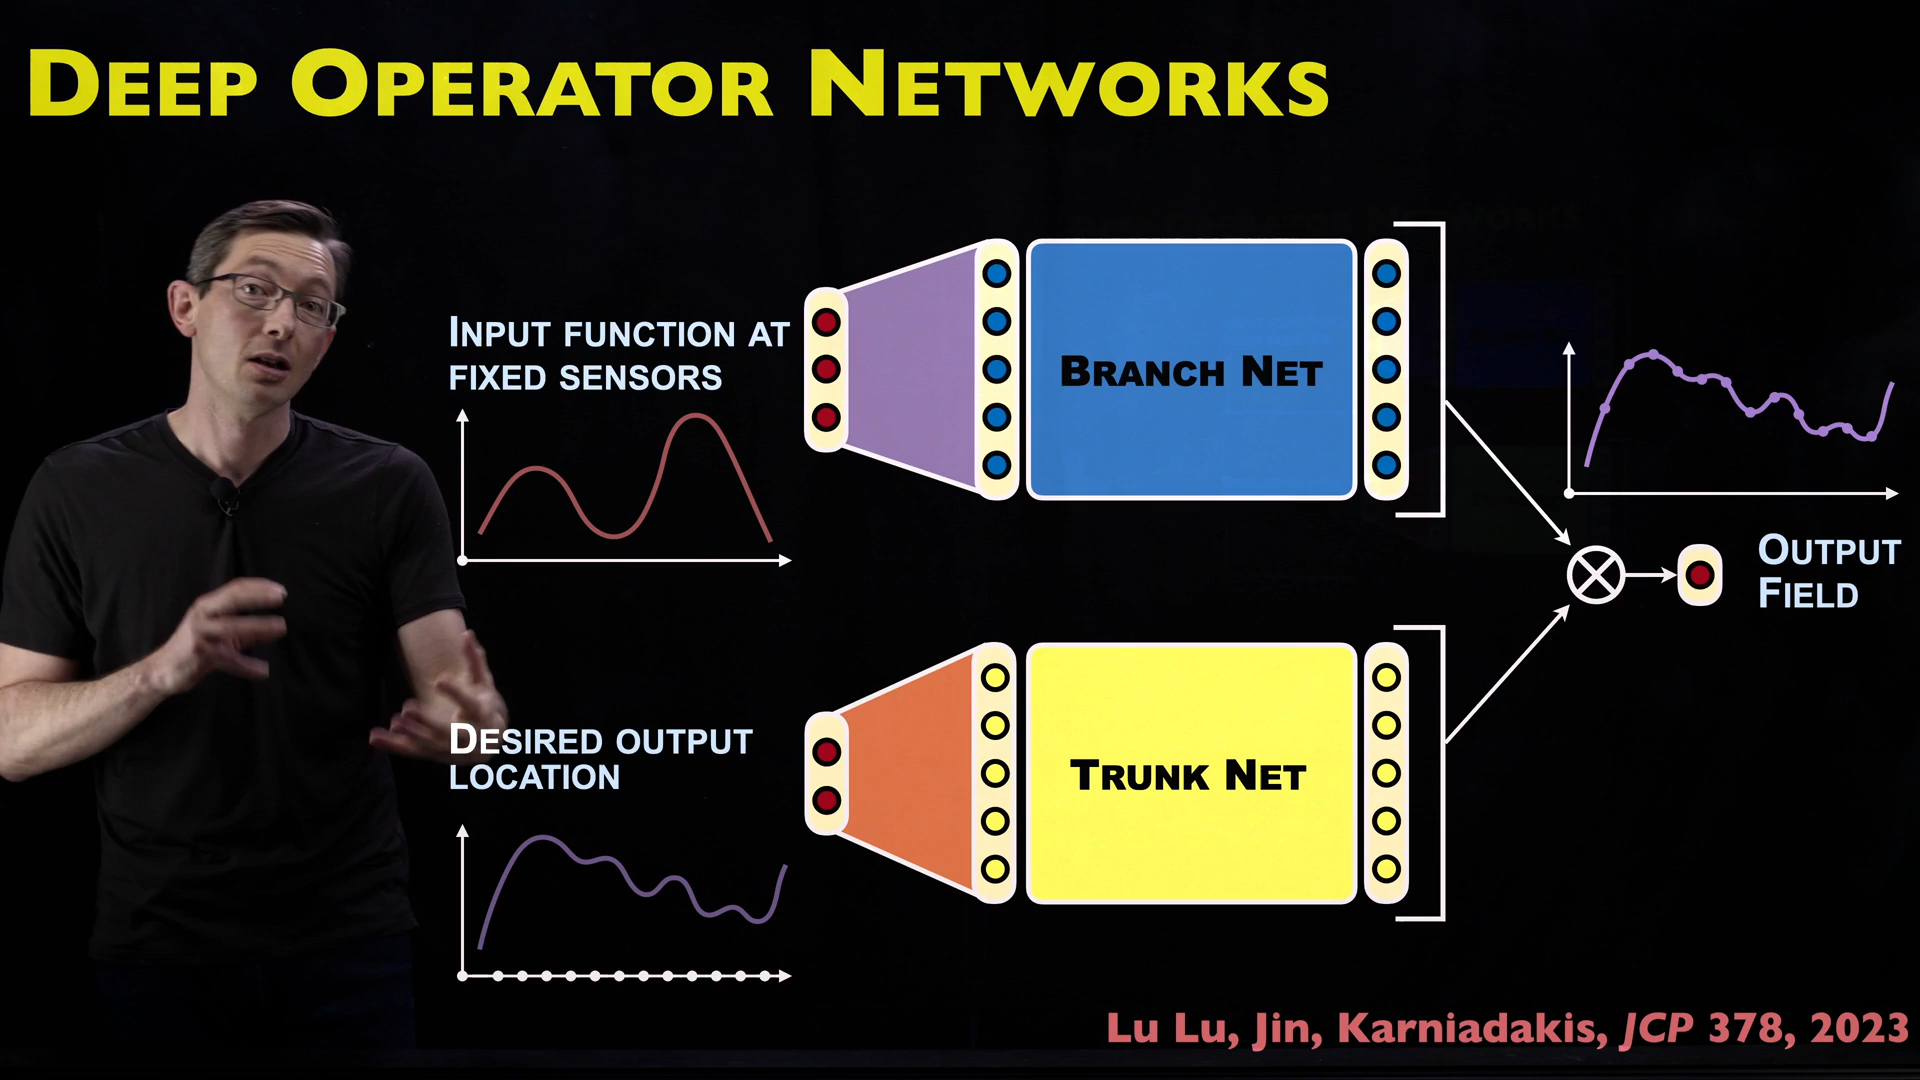 DEEP OPERATOR NETWORKS
INPUT FUNCTION AT
FIXED SENSORS
BRANCH NET
OUTPUT
FIELD
DESIRED OUTPUT
LOCATION
TRUNK NET
Lu Lu, Jin, Karniadakis, JCP 378, 2023